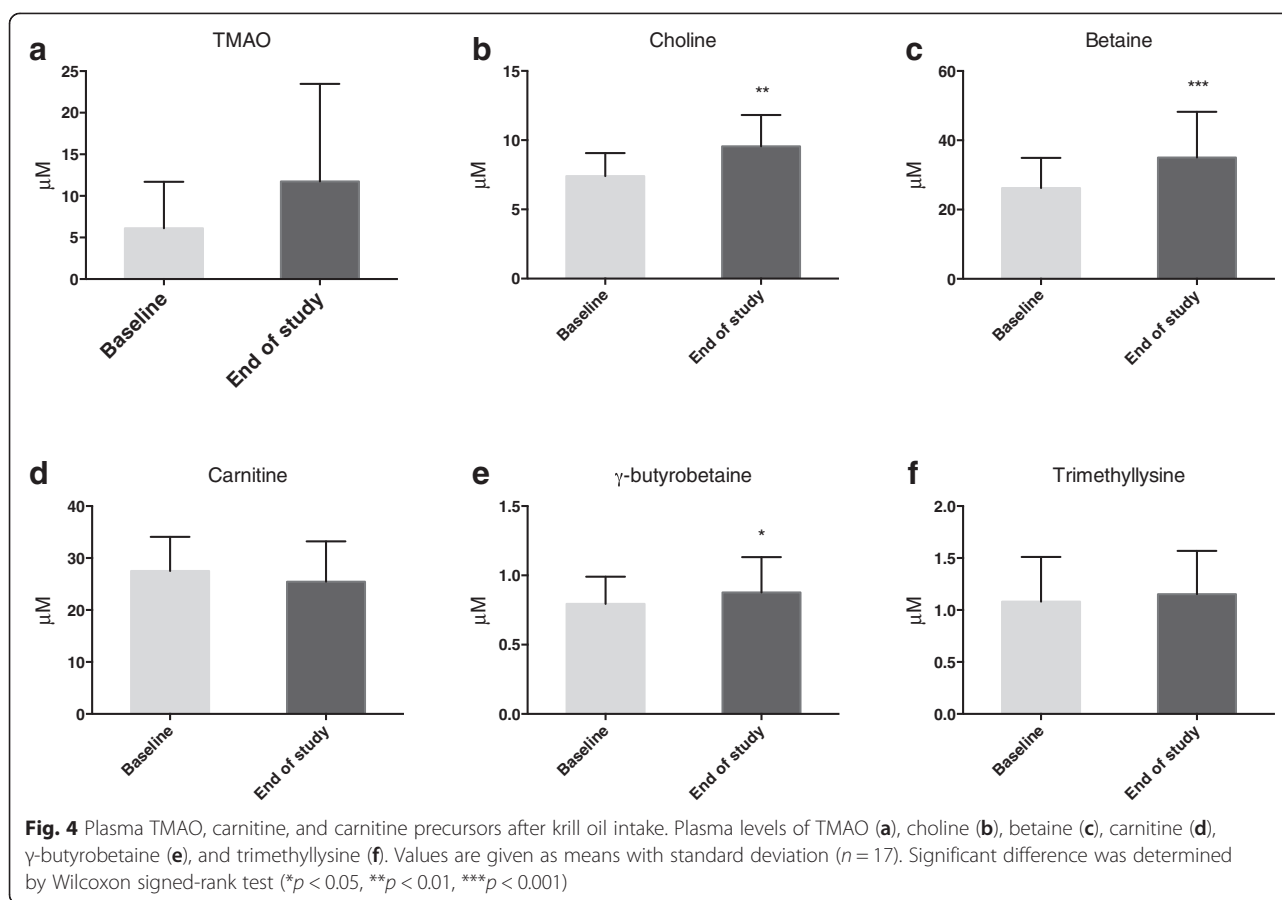 a TMAO
25
20
15
10
5
0
μM
Baseline
End of study
b Choline
15
10
5
0
μM
**
Baseline
End of study
c Betaine
60
40
20
0
μM
***
Baseline
End of study
d Carnitine
40
30
20
10
0
μM
Baseline
End of study
e γ-butyrobetaine
1.5
1.0
0.5
0.0
μM
*
Baseline
End of study
f Trimethyllysine
2.0
1.5
1.0
0.5
0.0
μM
Baseline
End of study
Fig. 4 Plasma TMAO, carnitine, and carnitine precursors after krill oil intake. Plasma levels of TMAO (a), choline (b), betaine (c), carnitine (d),
γ-butyrobetaine (e), and trimethyllysine (f). Values are given as means with standard deviation (n = 17). Significant difference was determined
by Wilcoxon signed-rank test (*p < 0.05, **p < 0.01, ***p < 0.001)